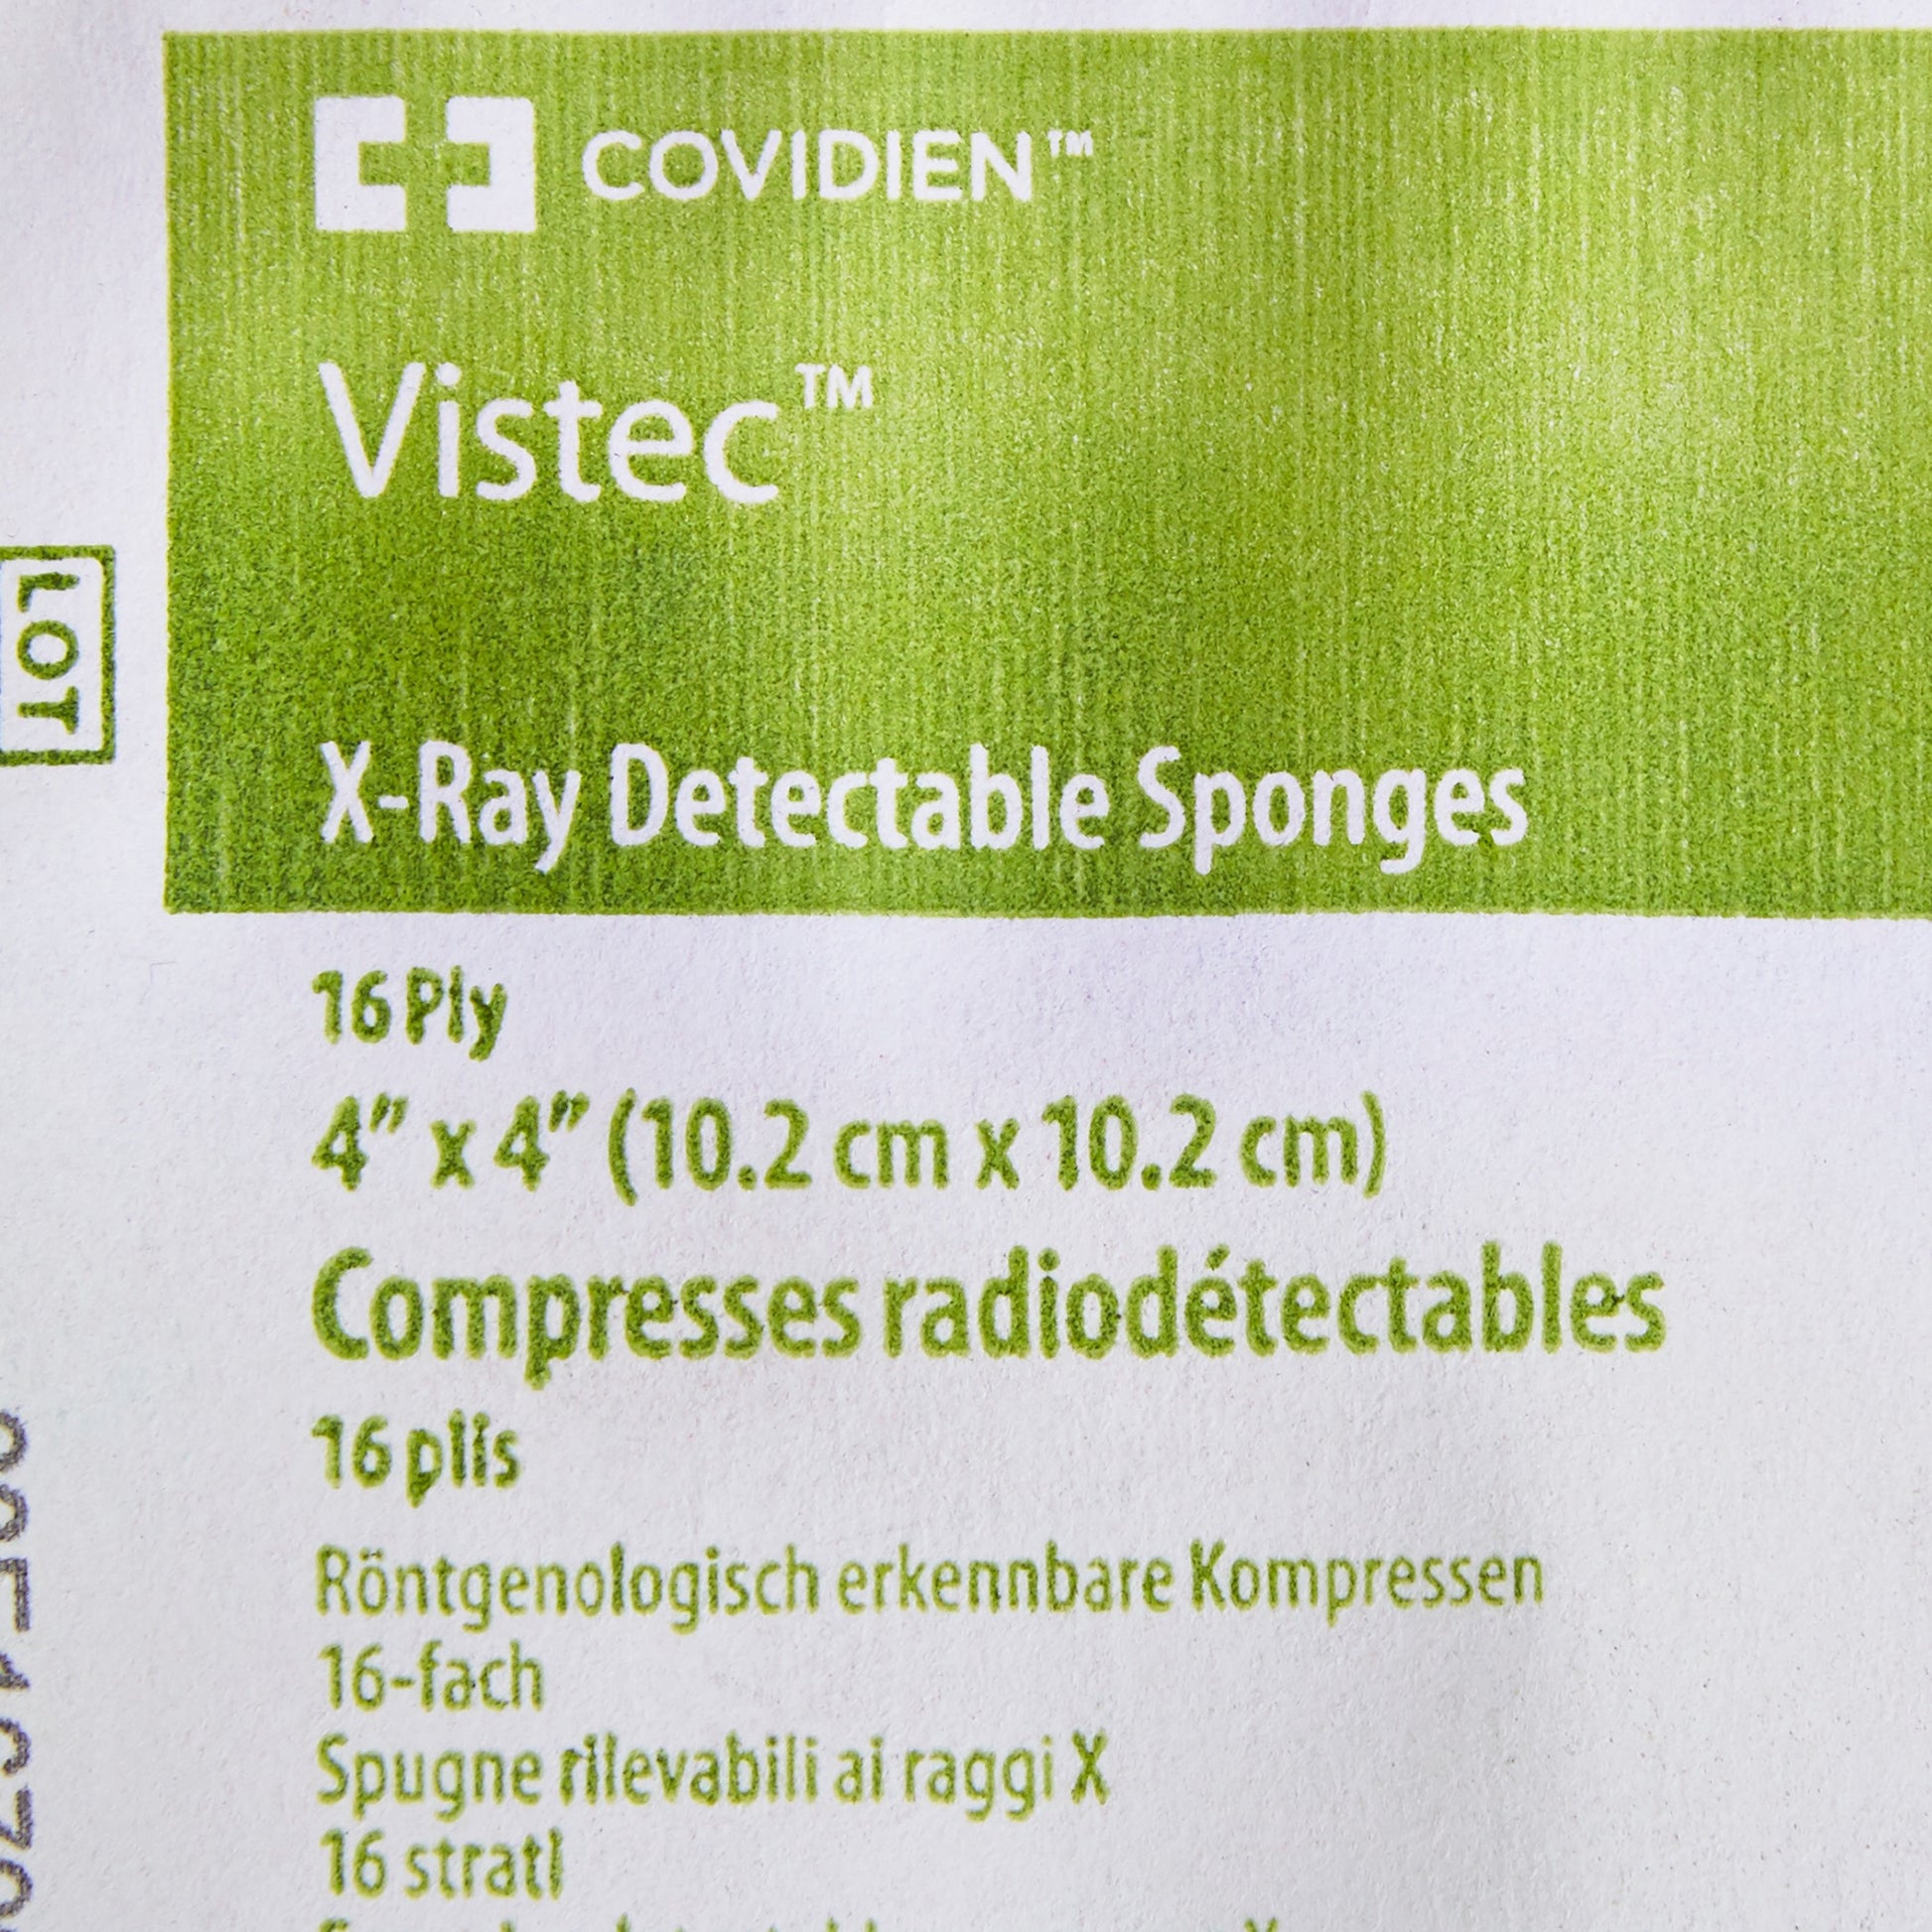 COVIDIEN™
Vistec™
X-Ray Detectable Sponges
LOT
16 Ply
4” x 4” (10.2 cm x 10.2 cm)
Compresses radiodétectables
16 plis
Röntgenologisch erkennbare Kompressen
16-fach
Spugne rilevabili ai raggi X
16 strati